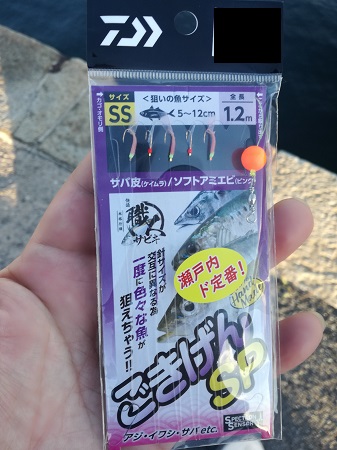 DAIWA
サイズ
SS
<狙いの魚サイズ>
5～12cm
全長
1.2m
サバ皮(ケイムラ)/ソフトアミエビ(ピンク)
職人
サビキ
瀬戸内
ド定番!
針サイズが
交互に異なる為
一度に色々な魚が
狙えちゃう!!
ごきげん
SP
アジ・イワシ・サバetc.